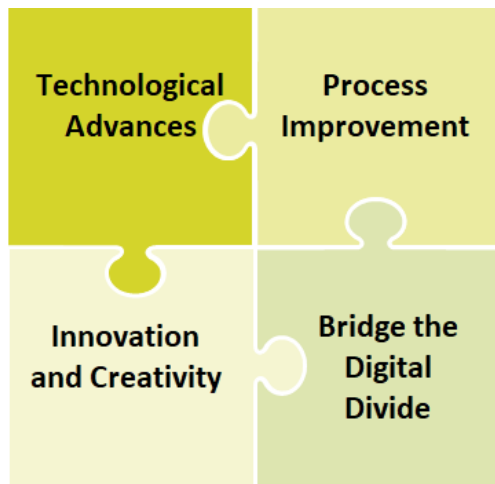 Technological
Advances
Process
Improvement
Innovation
and Creativity
Bridge the
Digital
Divide